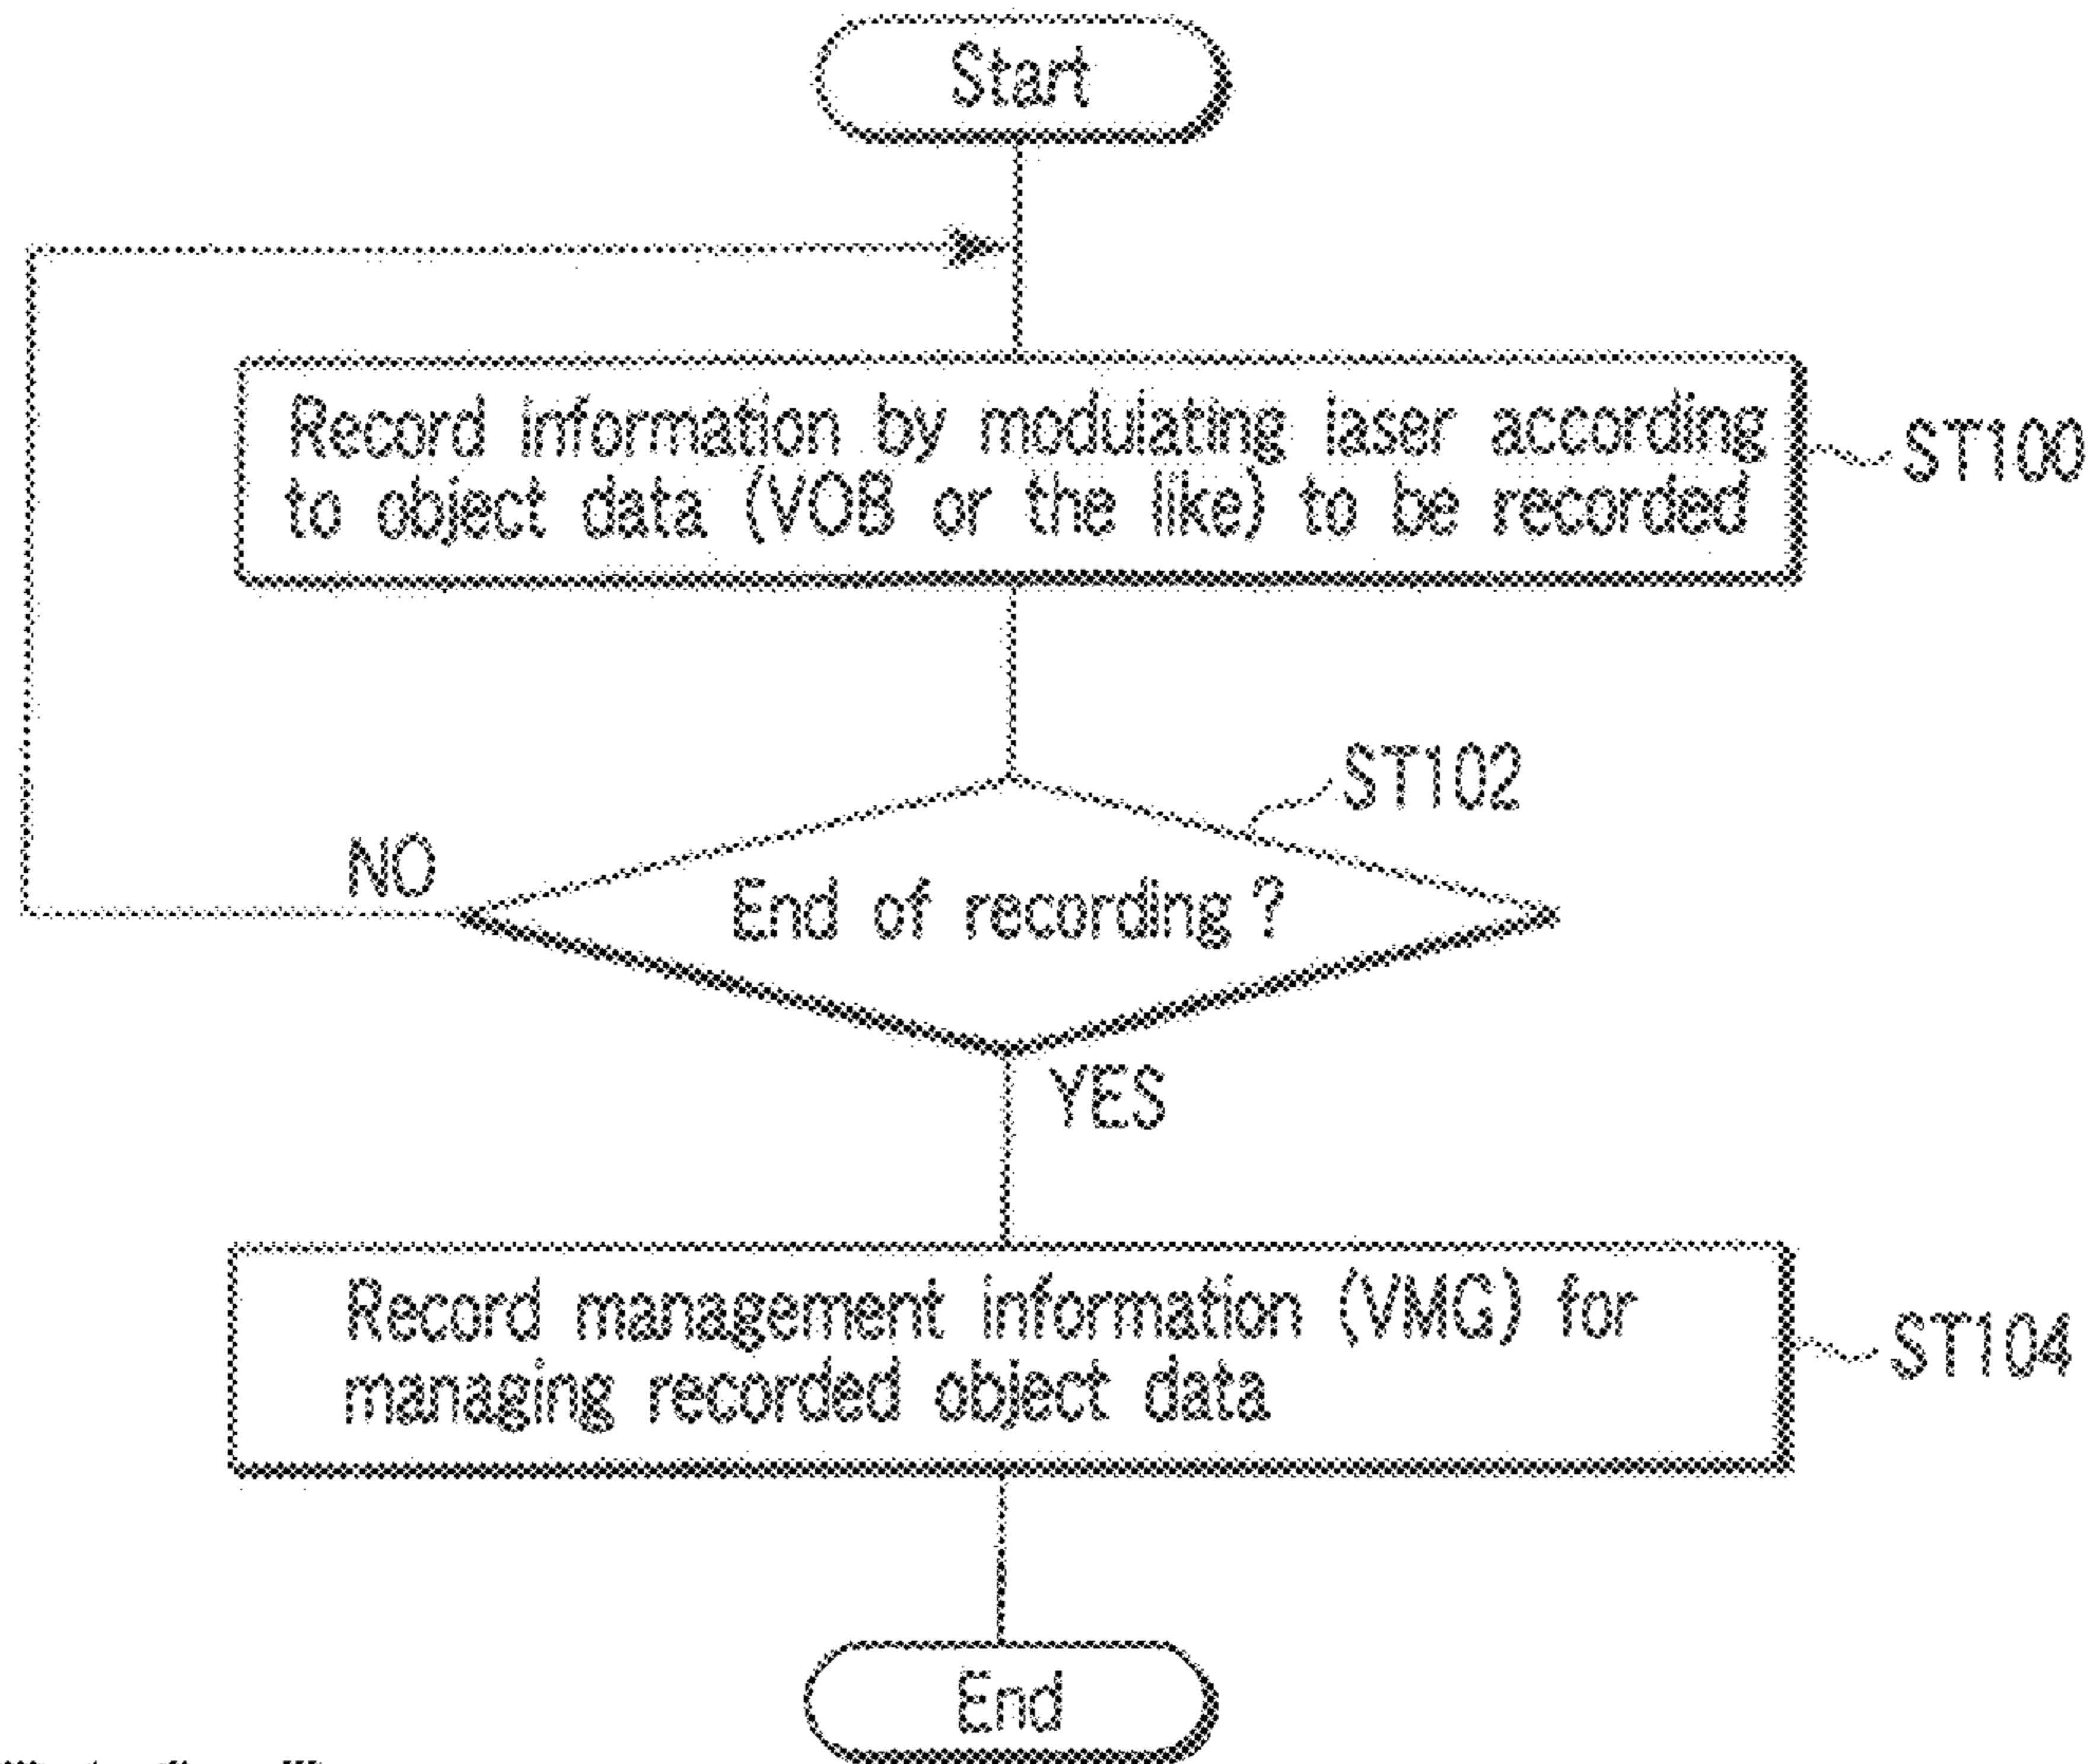 Start
Record information by modulating laser according
to object data (VOB or the like) to be recorded
ST100
ST102
NO
End of recording ?
YES
Record management information (VMG) for
managing recorded object data
ST104
End